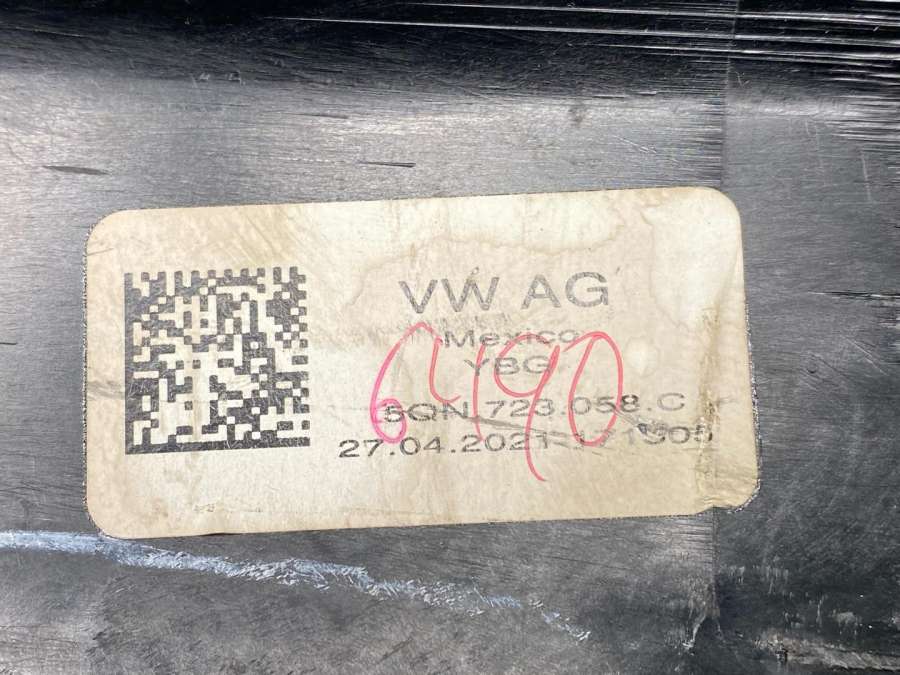 VW AG
Mexico
YBG
6490
5QN.723.058.C
27.04.2021